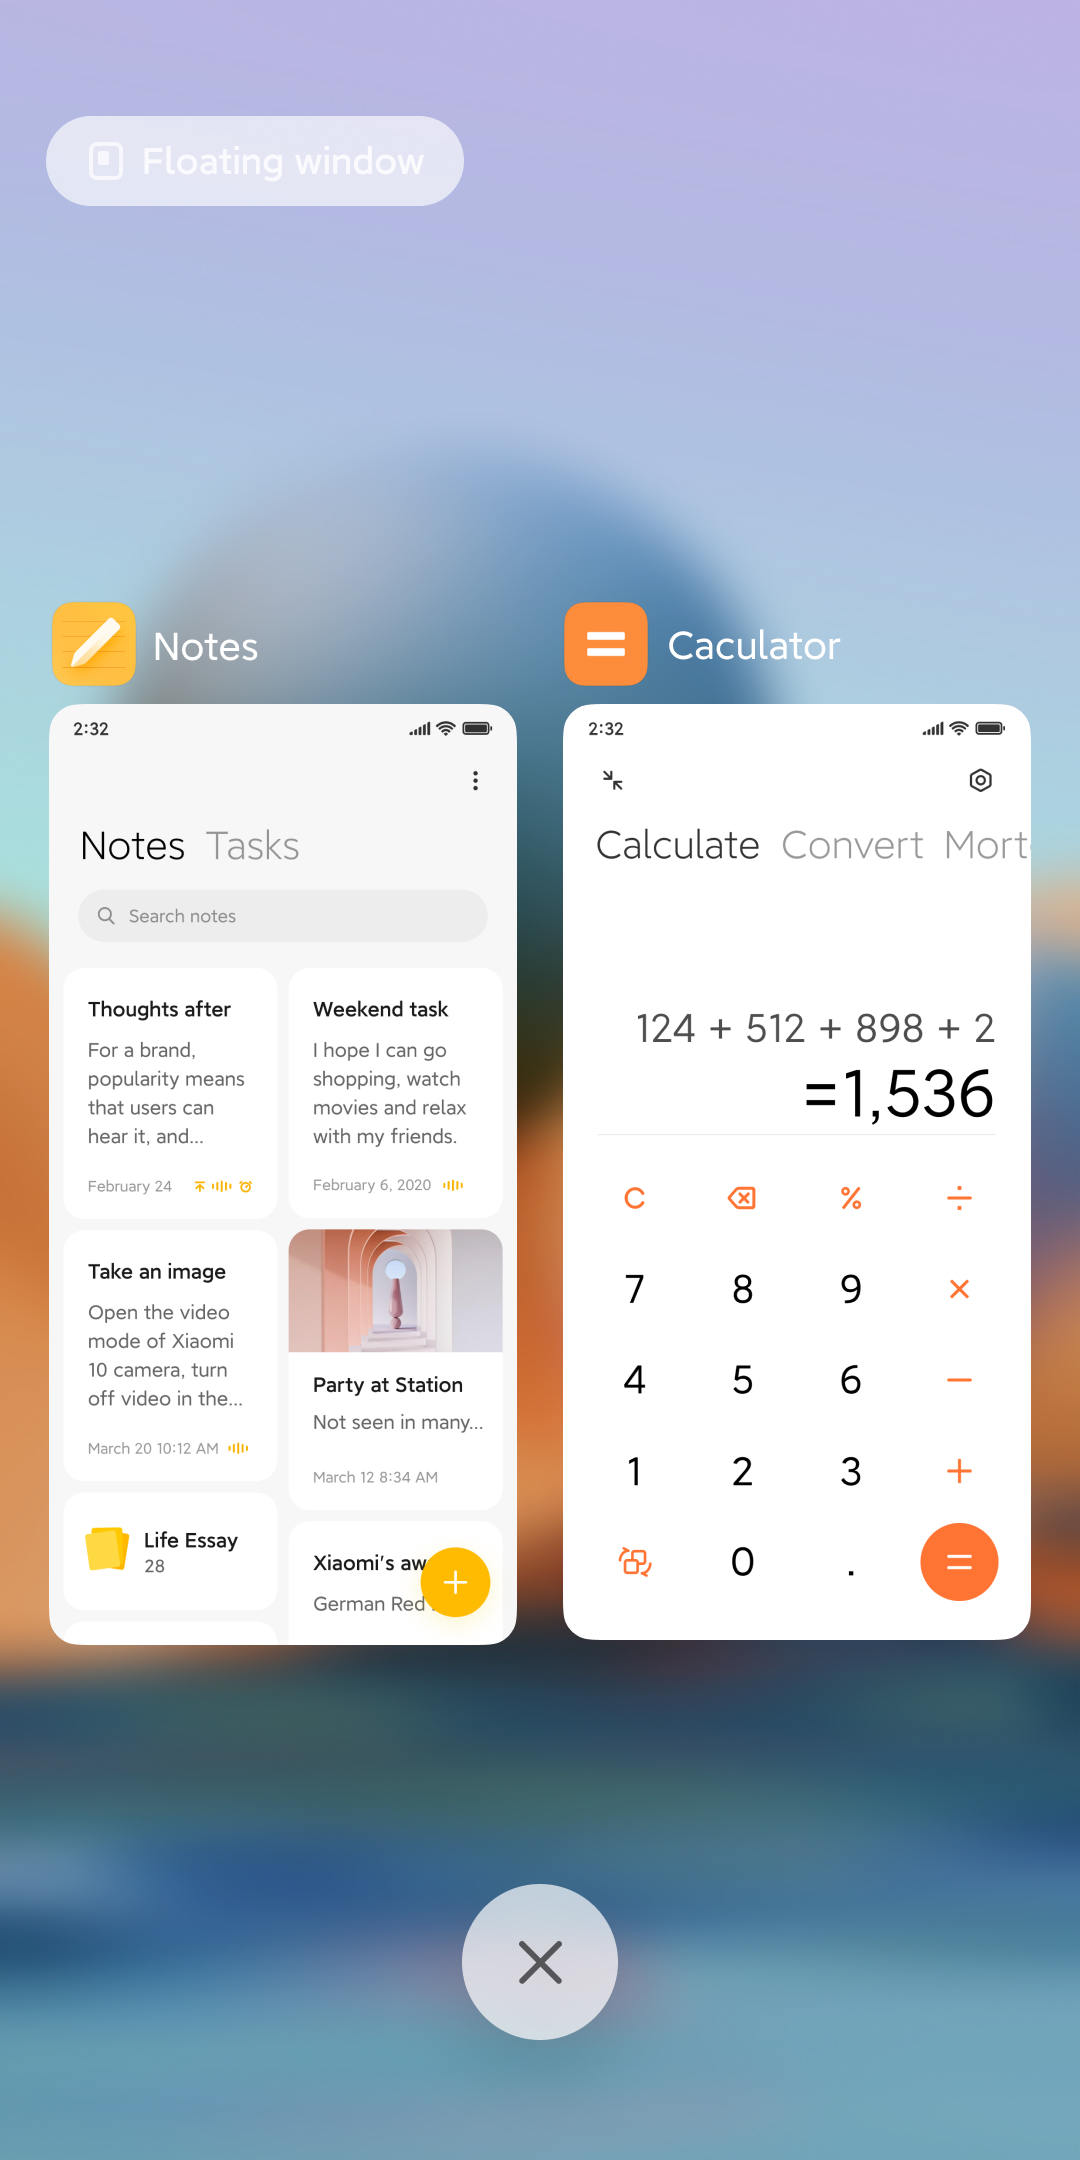 Floating window
Notes
Caculator
2:32
Notes Tasks
Search notes
Thoughts after
For a brand,
popularity means
that users can
hear it, and...
February 24
Weekend task
I hope I can go
shopping, watch
movies and relax
with my friends.
February 6, 2020
Take an image
Open the video
mode of Xiaomi
10 camera, turn
off video in the...
March 20 10:12 AM
Party at Station
Not seen in many...
March 12 8:34 AM
Life Essay
28
Xiaomi's aw
German Red
2:32
Calculate Convert Mort
124 + 512 + 898 + 2
=1,536
C % ÷
7 8 9 ×
4 5 6 −
1 2 3 +
0 . =